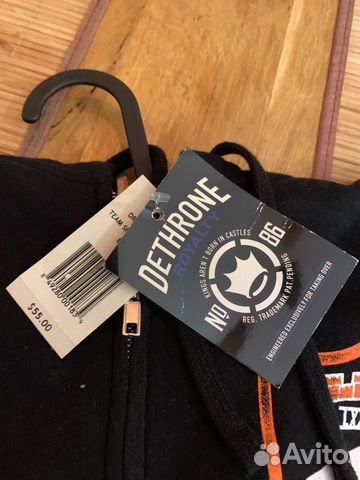 DETHRONE
ROYALTY
KINGS AREN'T BORN IN CASTLES
NO 86
REG. TRADEMARK PAT. PENDING
ENGINEERED EXCLUSIVELY FOR TAKING OVER
TEAM
$55.00
Avito